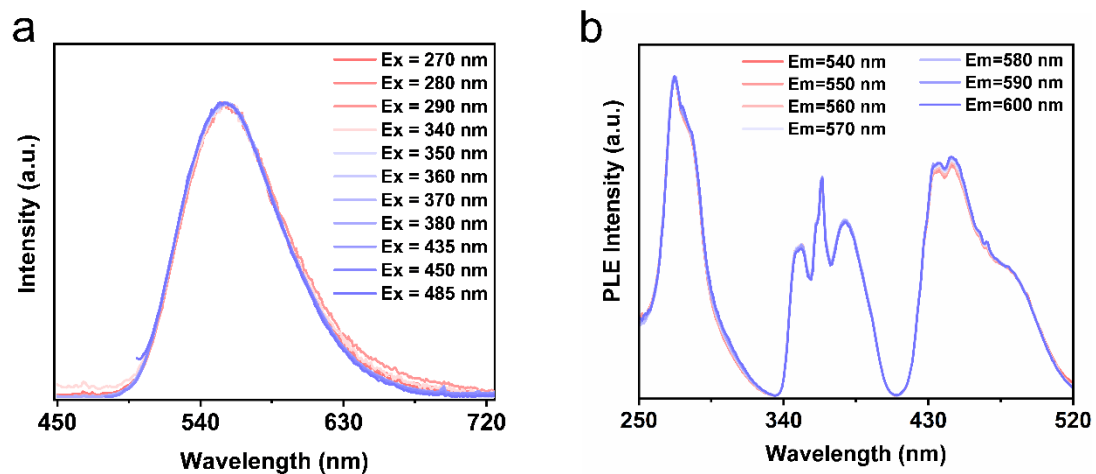 a
Intensity (a.u.)
Ex = 270 nm
Ex = 280 nm
Ex = 290 nm
Ex = 340 nm
Ex = 350 nm
Ex = 360 nm
Ex = 370 nm
Ex = 380 nm
Ex = 435 nm
Ex = 450 nm
Ex = 485 nm
450 540 630 720
Wavelength (nm)
b
PLE Intensity (a.u.)
Em=540 nm
Em=550 nm
Em=560 nm
Em=570 nm
Em=580 nm
Em=590 nm
Em=600 nm
250 340 430 520
Wavelength (nm)